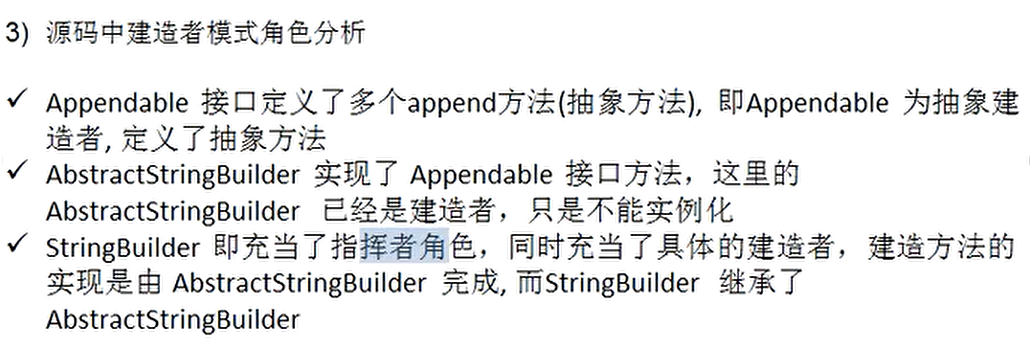 3) 源码中建造者模式角色分析
✓ Appendable 接口定义了多个append方法(抽象方法), 即Appendable 为抽象建
造者, 定义了抽象方法
✓ AbstractStringBuilder 实现了 Appendable 接口方法，这里的
AbstractStringBuilder 已经是建造者，只是不能实例化
✓ StringBuilder 即充当了指挥者角色，同时充当了具体的建造者，建造方法的
实现是由 AbstractStringBuilder 完成, 而StringBuilder 继承了
AbstractStringBuilder